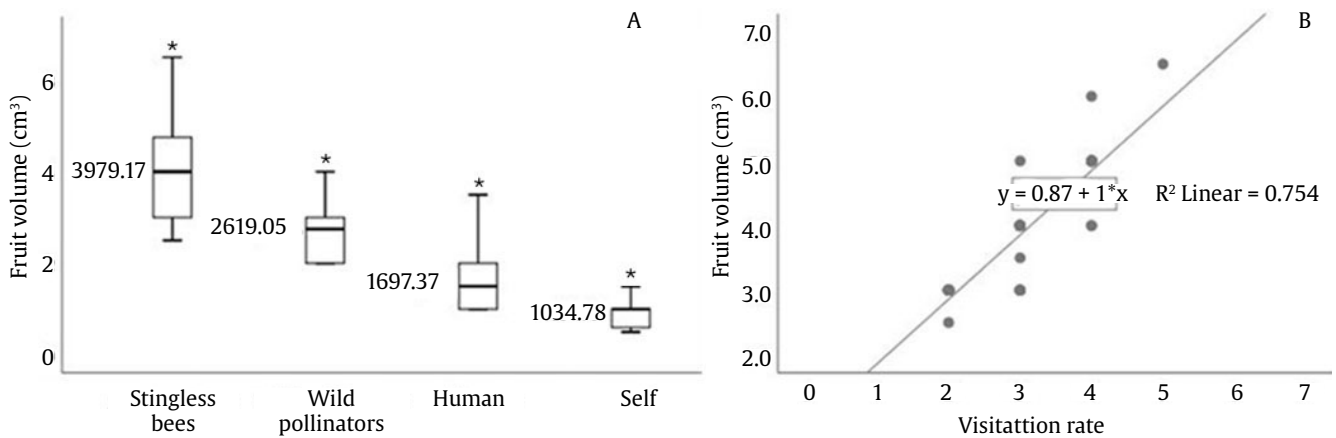 A
Fruit volume (cm³)
6
4
2
0
*
*
*
*
3979.17
2619.05
1697.37
1034.78
Stingless
bees
Wild
pollinators
Human
Self
B
Fruit volume (cm³)
7.0
6.0
5.0
4.0
3.0
2.0
y = 0.87 + 1*x
R² Linear = 0.754
0 1 2 3 4 5 6 7
Visitattion rate